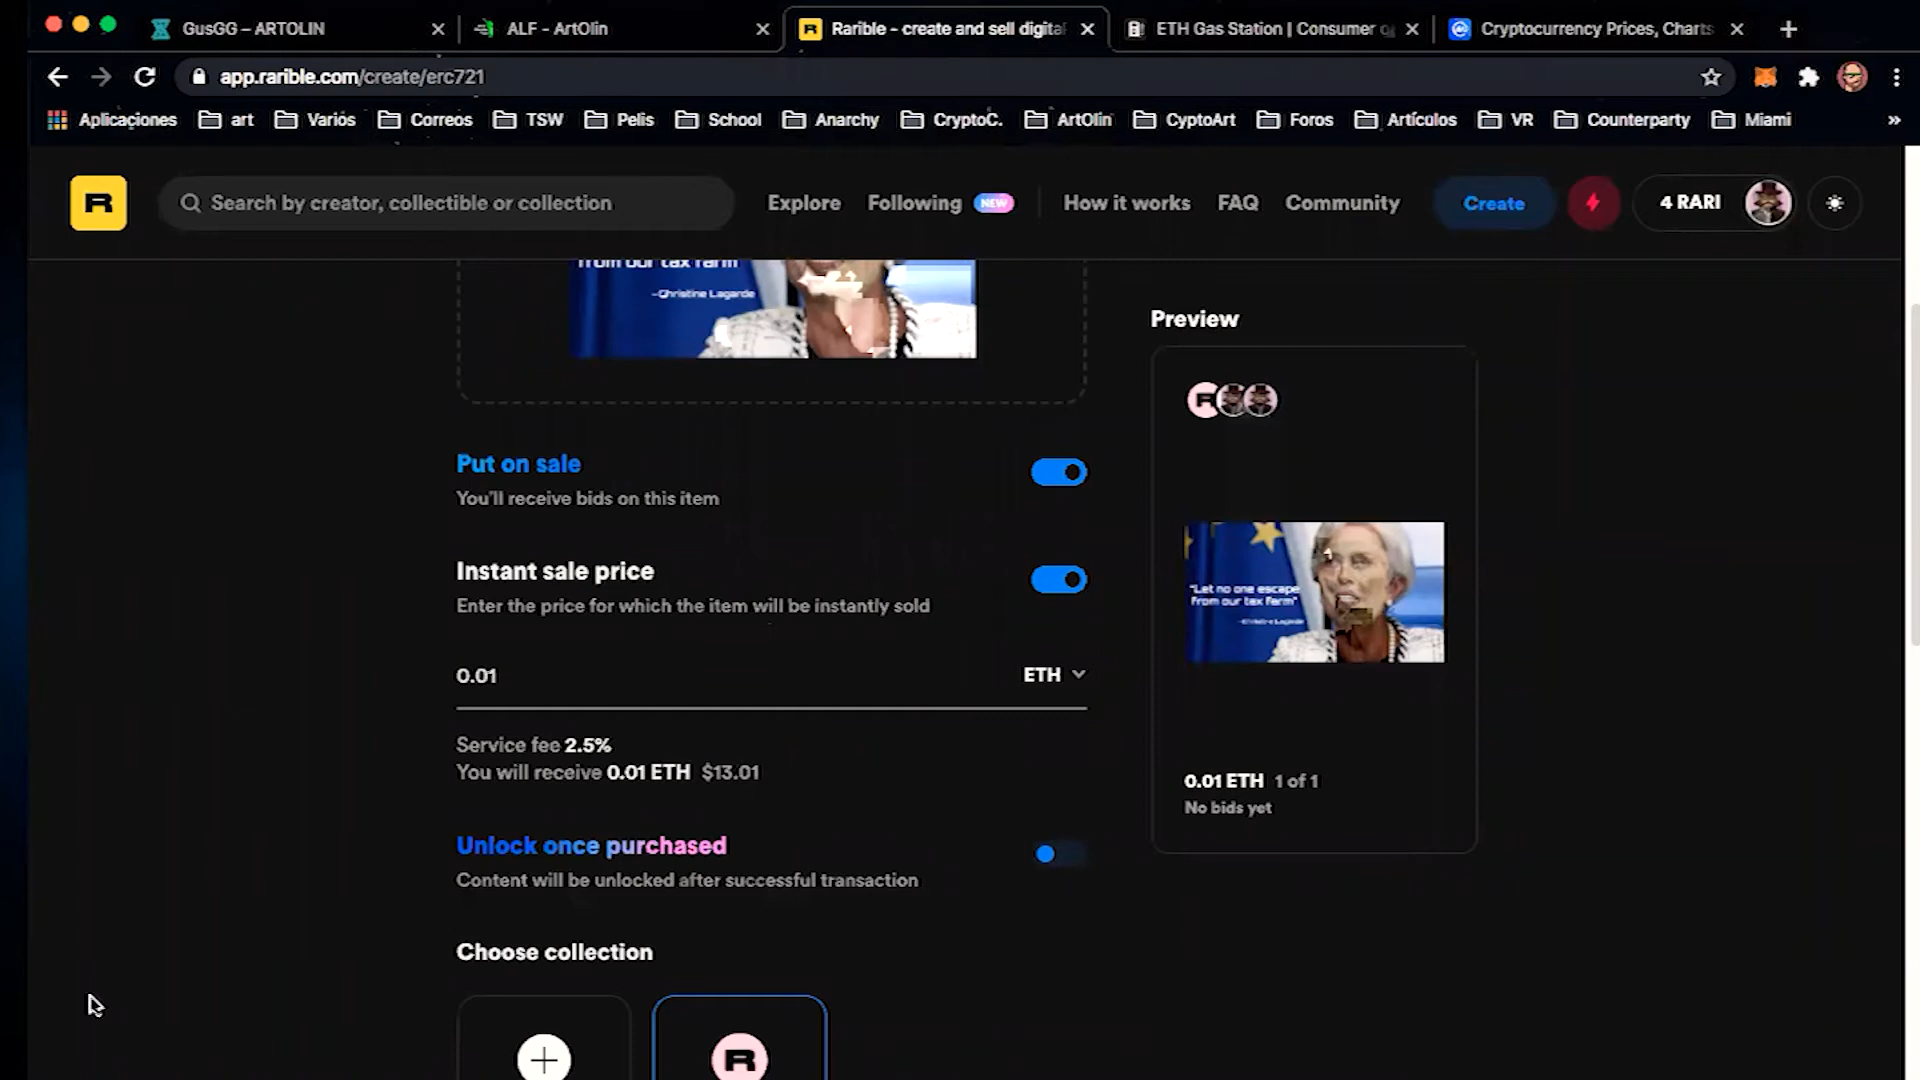 GusGG – ARTOLIN
ALF - ArtOlin
Rarible - create and sell digital
ETH Gas Station | Consumer o
Cryptocurrency Prices, Charts
app.rarible.com/create/erc721
Aplicaciones
art
Varios
Correos
TSW
Pelis
School
Anarchy
CryptoC.
ArtOlin
CyptoArt
Foros
Artículos
VR
Counterparty
Miami
»
R
Search by creator, collectible or collection
Explore
Following
NEW
How it works
FAQ
Community
Create
4 RARI
from our tax farm"
-Christine Lagarde
Preview
R
Put on sale
You'll receive bids on this item
Instant sale price
Enter the price for which the item will be instantly sold
"Let no one escape
From our tax farm"
-Christine Lagarde
0.01
ETH
Service fee 2.5%
You will receive 0.01 ETH $13.01
0.01 ETH 1 of 1
No bids yet
Unlock once purchased
Content will be unlocked after successful transaction
Choose collection
R